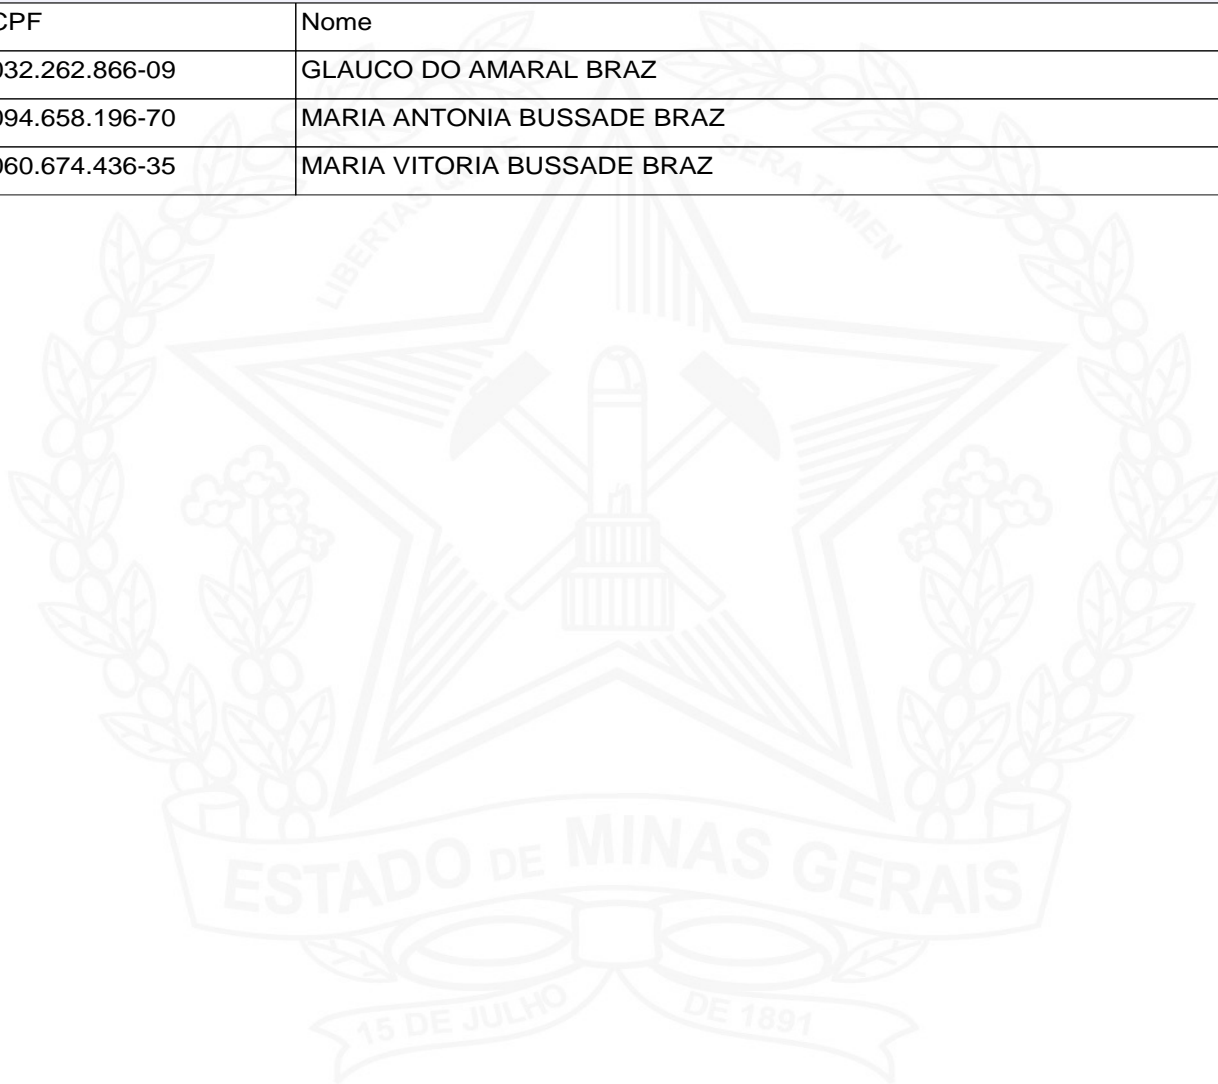 CPF Nome
032.262.866-09 GLAUCO DO AMARAL BRAZ
094.658.196-70 MARIA ANTONIA BUSSADE BRAZ
060.674.436-35 MARIA VITORIA BUSSADE BRAZ
LIBERTAS QUE SERA TAMEN
ESTADO DE MINAS GERAIS
15 DE JULHO DE 1891